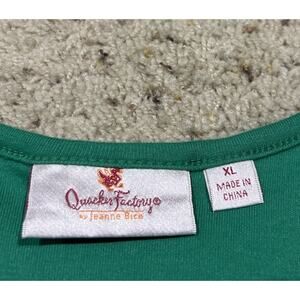 Quacker Factory®
by Jeanne Bice
XL
MADE IN
CHINA